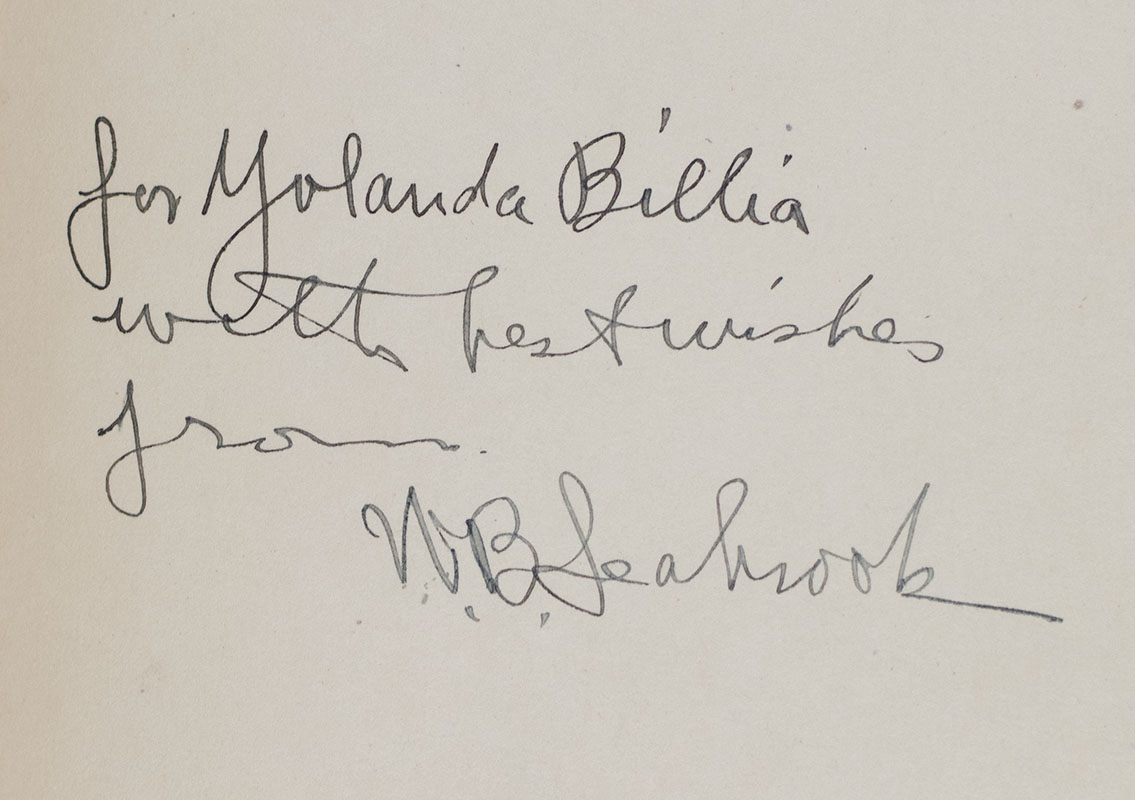 for Yolanda Billia
with best wishes
from.
W.B. Seabrook